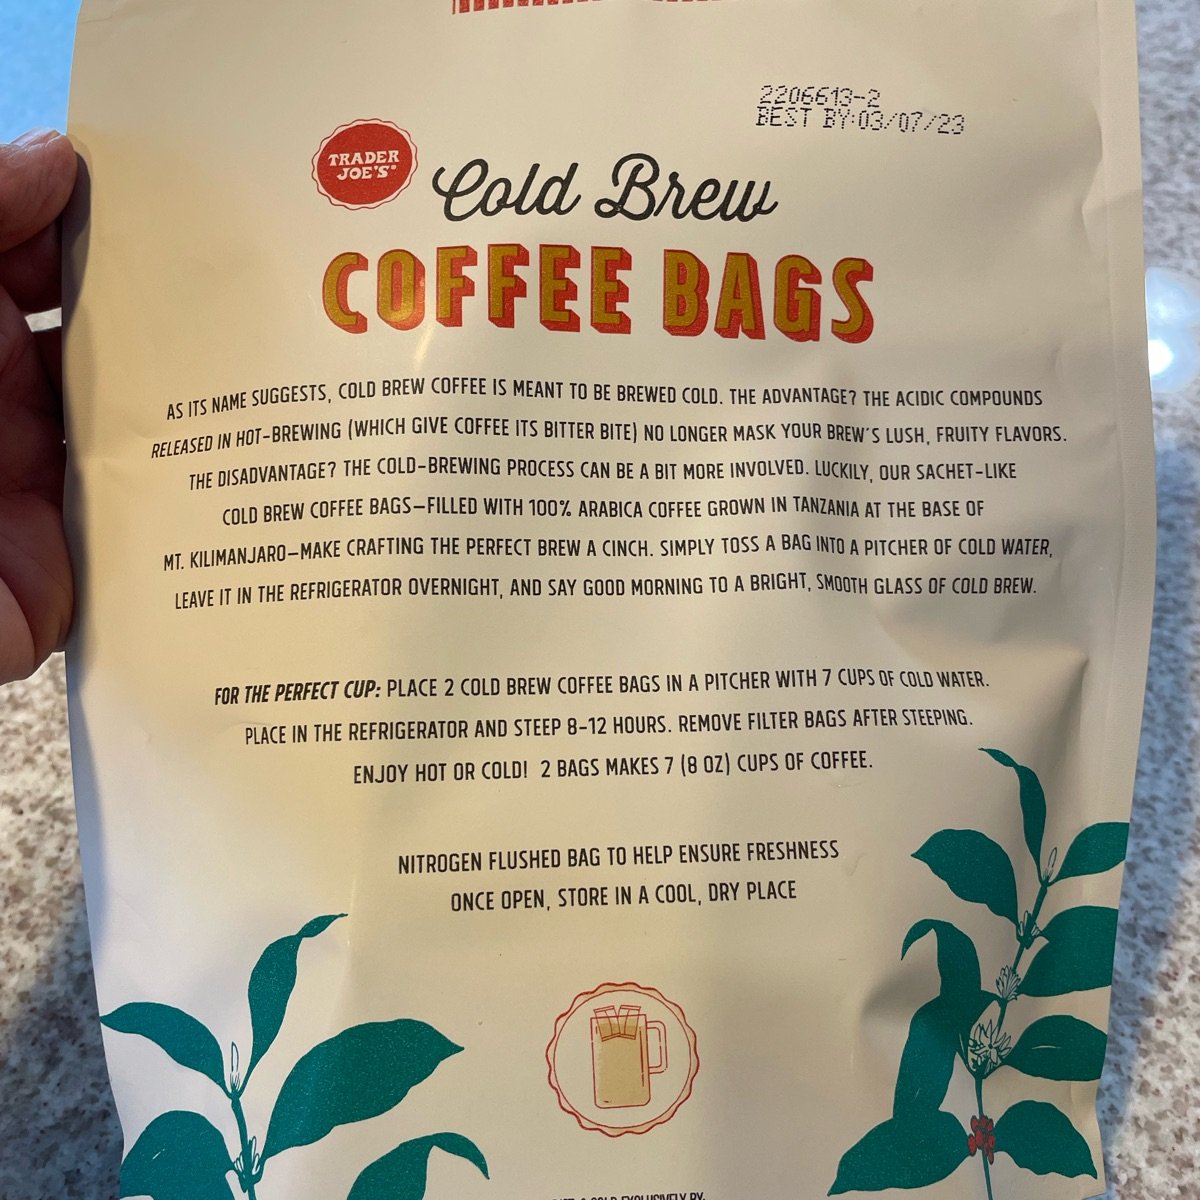 2206613-2
BEST BY:03/07/23
TRADER
JOE'S®
Cold Brew
COFFEE BAGS
AS ITS NAME SUGGESTS, COLD BREW COFFEE IS MEANT TO BE BREWED COLD. THE ADVANTAGE? THE ACIDIC COMPOUNDS
RELEASED IN HOT-BREWING (WHICH GIVE COFFEE ITS BITTER BITE) NO LONGER MASK YOUR BREW'S LUSH, FRUITY FLAVORS.
THE DISADVANTAGE? THE COLD-BREWING PROCESS CAN BE A BIT MORE INVOLVED. LUCKILY, OUR SACHET-LIKE
COLD BREW COFFEE BAGS—FILLED WITH 100% ARABICA COFFEE GROWN IN TANZANIA AT THE BASE OF
MT. KILIMANJARO—MAKE CRAFTING THE PERFECT BREW A CINCH. SIMPLY TOSS A BAG INTO A PITCHER OF COLD WATER,
LEAVE IT IN THE REFRIGERATOR OVERNIGHT, AND SAY GOOD MORNING TO A BRIGHT, SMOOTH GLASS OF COLD BREW.
FOR THE PERFECT CUP: PLACE 2 COLD BREW COFFEE BAGS IN A PITCHER WITH 7 CUPS OF COLD WATER.
PLACE IN THE REFRIGERATOR AND STEEP 8-12 HOURS. REMOVE FILTER BAGS AFTER STEEPING.
ENJOY HOT OR COLD! 2 BAGS MAKES 7 (8 OZ) CUPS OF COFFEE.
NITROGEN FLUSHED BAG TO HELP ENSURE FRESHNESS
ONCE OPEN, STORE IN A COOL, DRY PLACE
& SOLD EXCLUSIVELY BY: